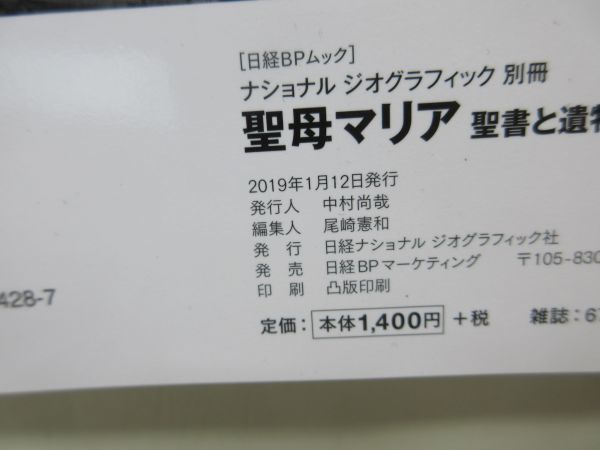 ［日経BPムック］
ナショナル ジオグラフィック 別冊
聖母マリア 聖書と遺
2019年1月12日発行
発行人 中村尚哉
編集人 尾崎憲和
発 行 日経ナショナル ジオグラフィック社
発 売 日経BPマーケティング 〒105-830
印 刷 凸版印刷
428-7
定価：本体1,400円 +税 雑誌：6